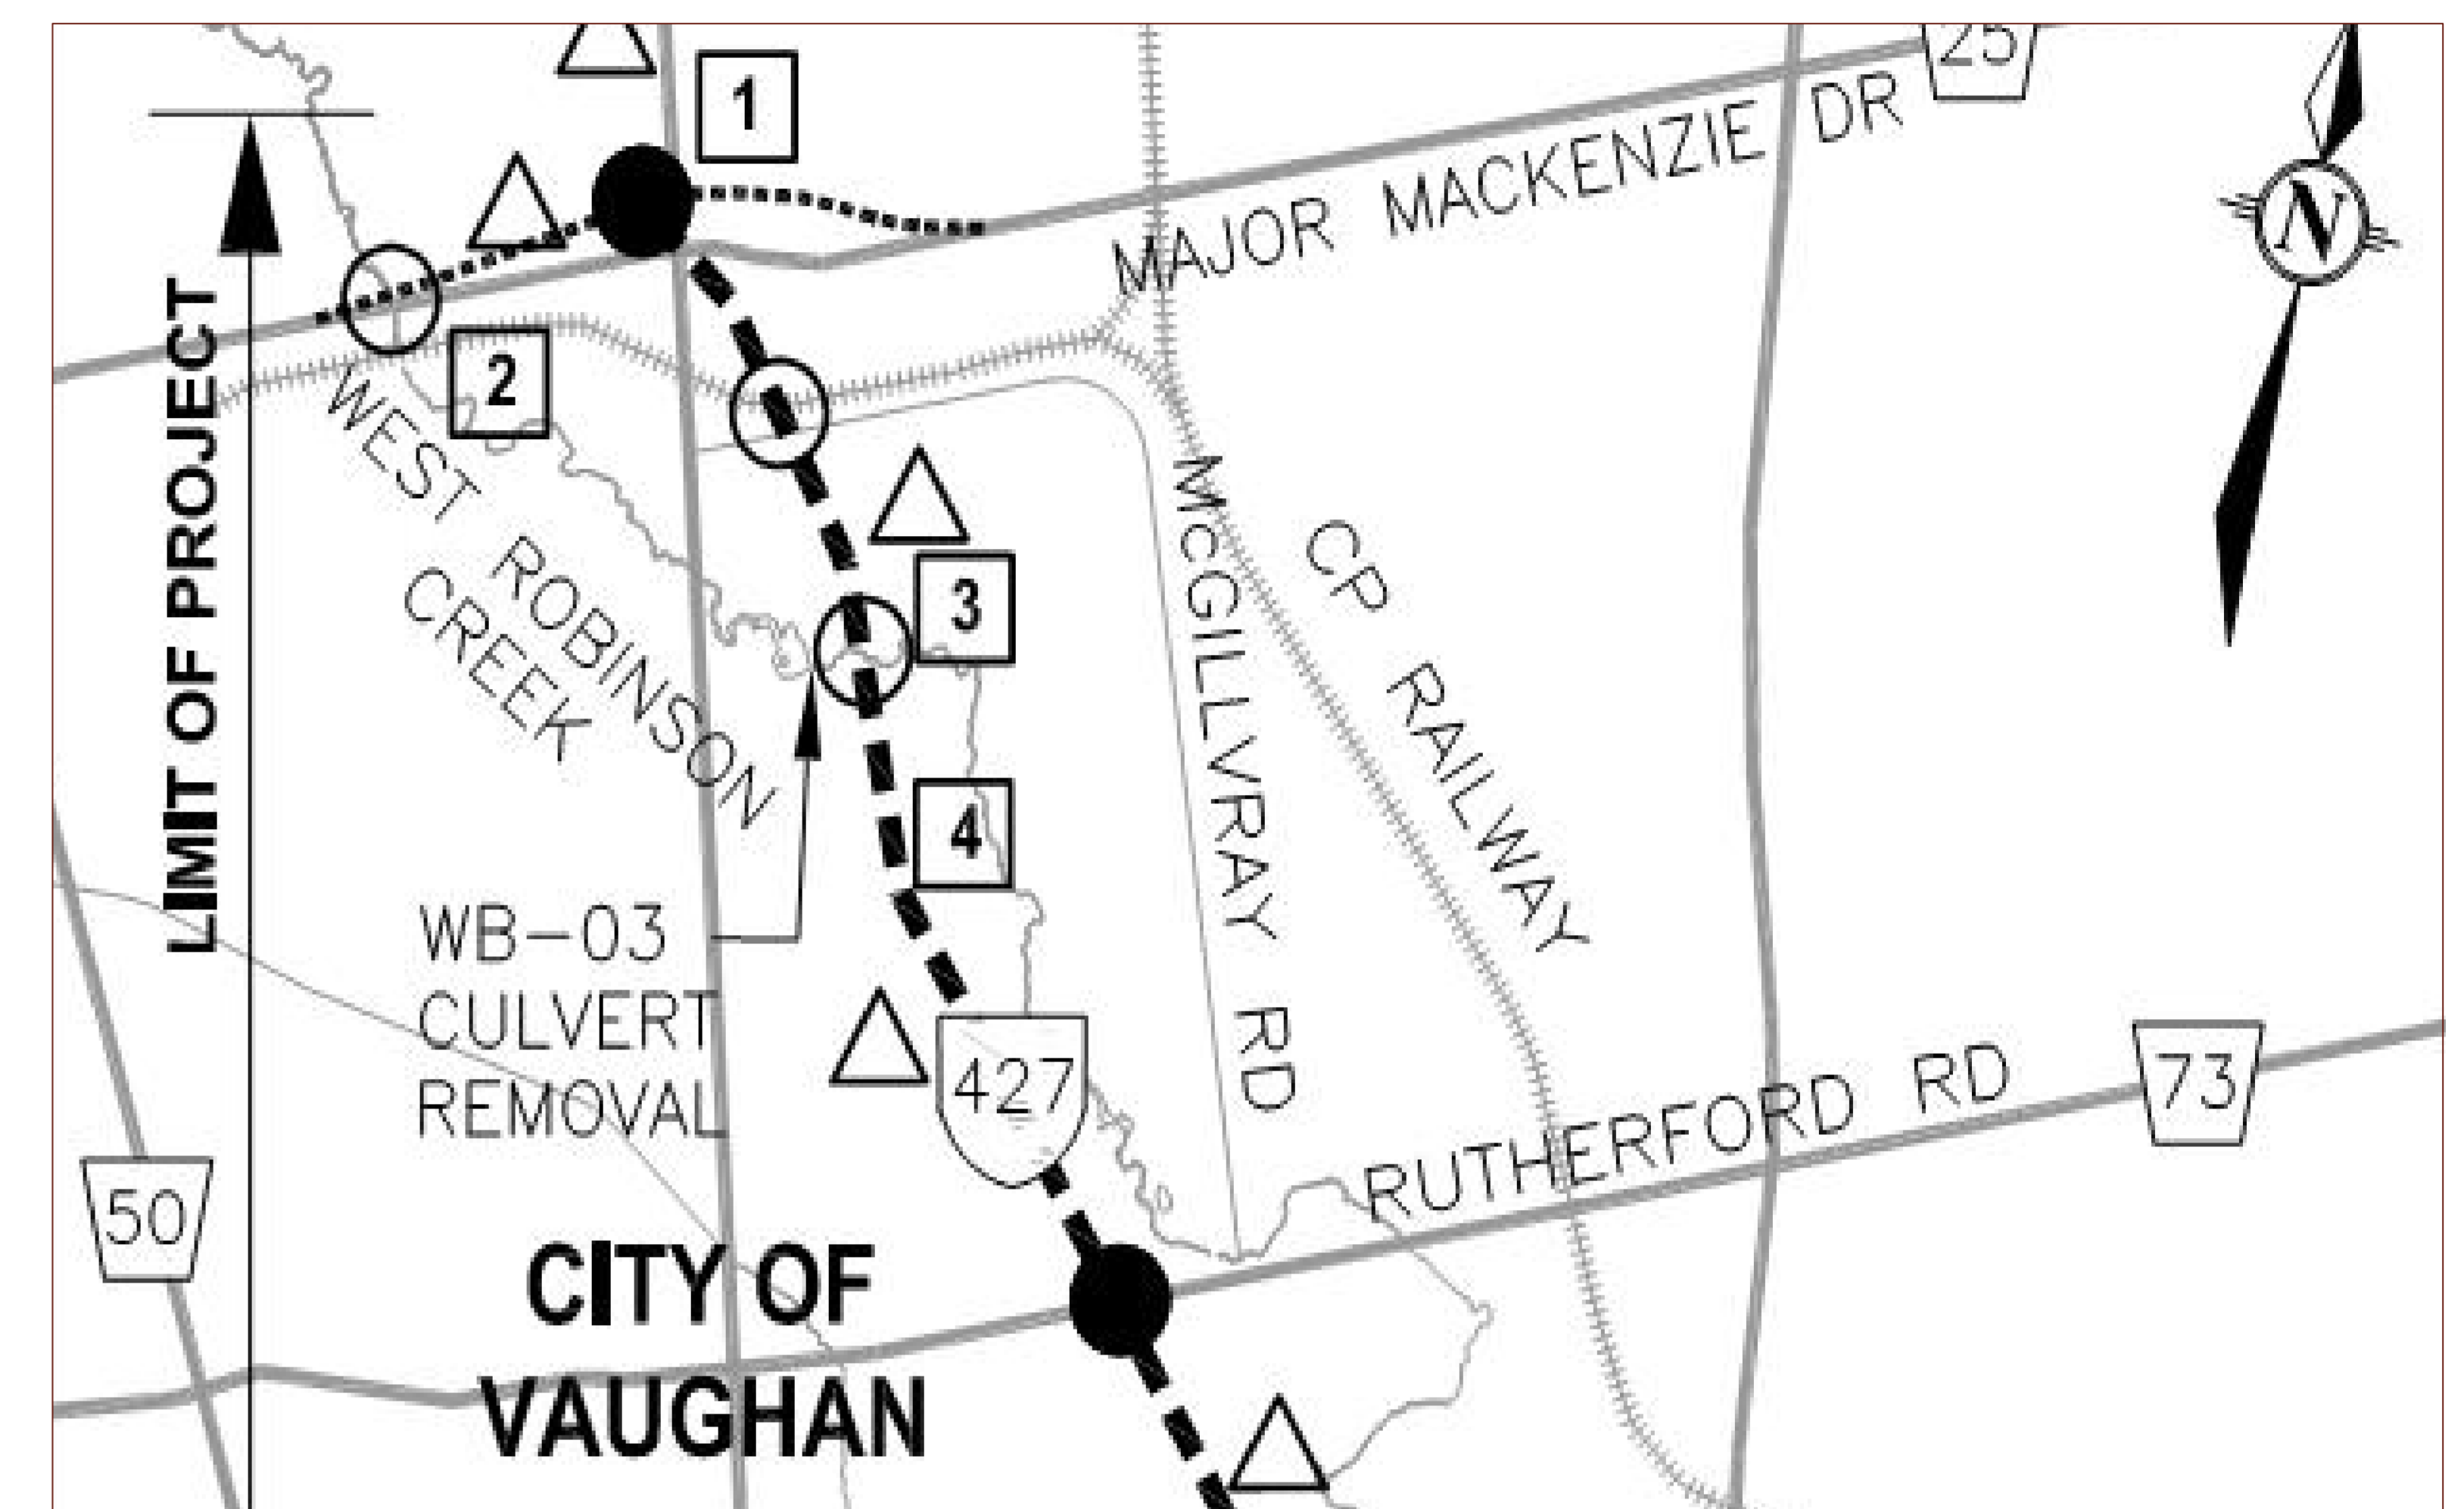 25
1
MAJOR MACKENZIE DR
N
2
LIMIT OF PROJECT
WEST ROBINSON
CREEK
3
McGILLVRAY RD
CP RAILWAY
4
WB-03
CULVERT
REMOVAL
427
RUTHERFORD RD
73
50
CITY OF
VAUGHAN